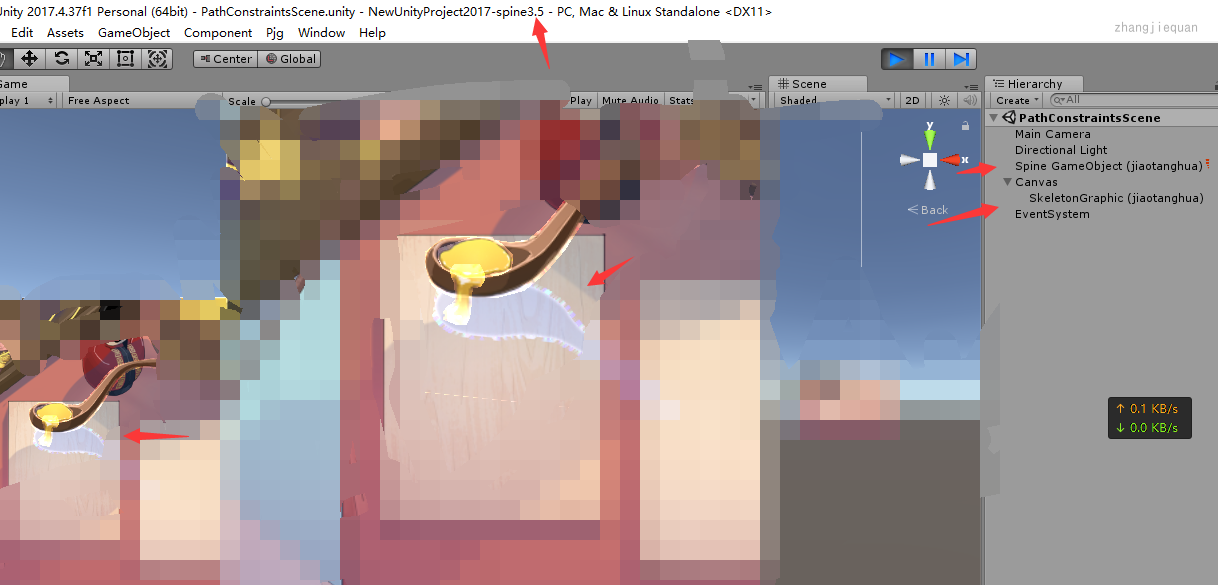 Unity 2017.4.37f1 Personal (64bit) - PathConstraintsScene.unity - NewUnityProject2017-spine3.5 - PC, Mac & Linux Standalone <DX11>
Edit Assets GameObject Component Pjg Window Help
zhangjiequan
Center Global
Game
Scene
Hierarchy
play 1 Free Aspect Scale Play Mute Audio Stats
Shaded 2D
Create All
PathConstraintsScene
Main Camera
Directional Light
Spine GameObject (jiaotanghua)
Canvas
SkeletonGraphic (jiaotanghua)
EventSystem
y
x
Back
↑ 0.1 KB/s
↓ 0.0 KB/s